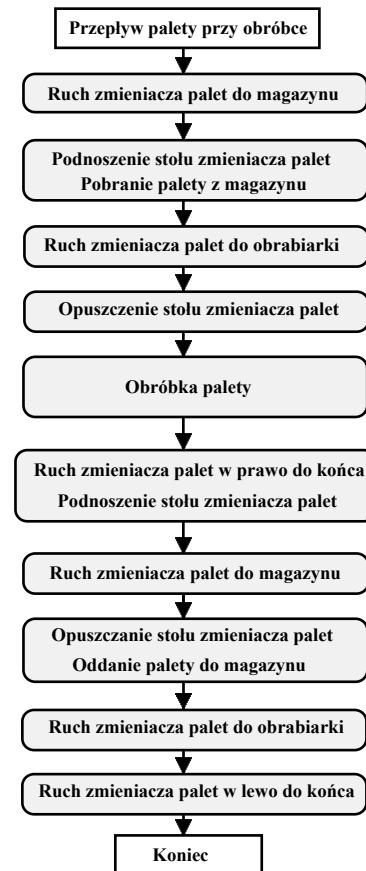 Przepływ palety przy obróbce
Ruch zmieniacza palet do magazynu
Podnoszenie stołu zmieniacza palet
Pobranie palety z magazynu
Ruch zmieniacza palet do obrabiarki
Opuszczenie stołu zmieniacza palet
Obróbka palety
Ruch zmieniacza palet w prawo do końca
Podnoszenie stołu zmieniacza palet
Ruch zmieniacza palet do magazynu
Opuszczanie stołu zmieniacza palet
Oddanie palety do magazynu
Ruch zmieniacza palet do obrabiarki
Ruch zmieniacza palet w lewo do końca
Koniec